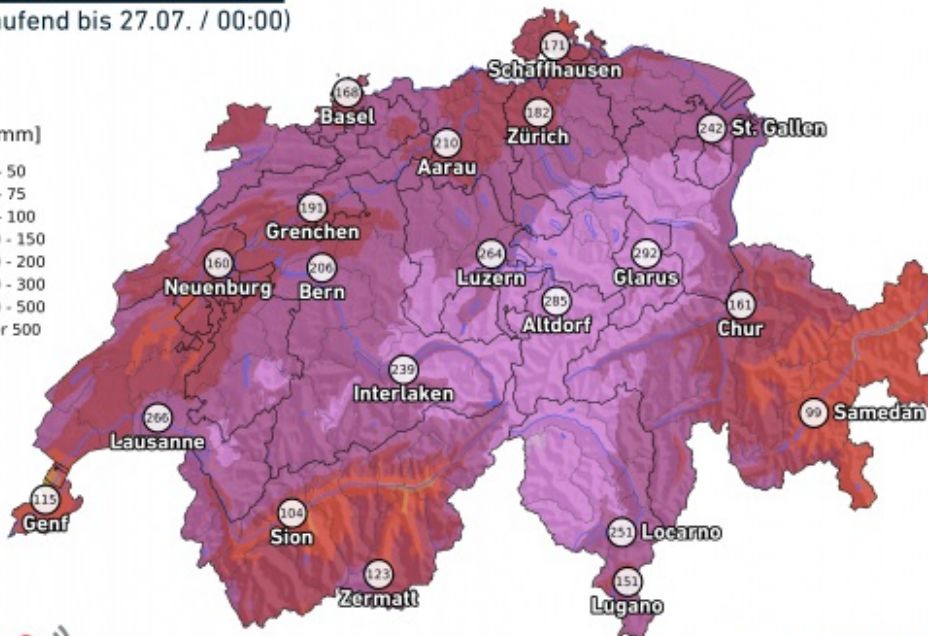 aufend bis 27.07. / 00:00)
mm]
- 50
- 75
- 100
- 150
- 200
- 300
- 500
r 500
171
Schaffhausen
168
Basel
182
Zürich
242 St. Gallen
210
Aarau
191
Grenchen
160
Neuenburg
206
Bern
264
Luzern
292
Glarus
285
Altdorf
161
Chur
239
Interlaken
99 Samedan
266
Lausanne
115
Genf
104
Sion
251 Locarno
123
Zermatt
151
Lugano